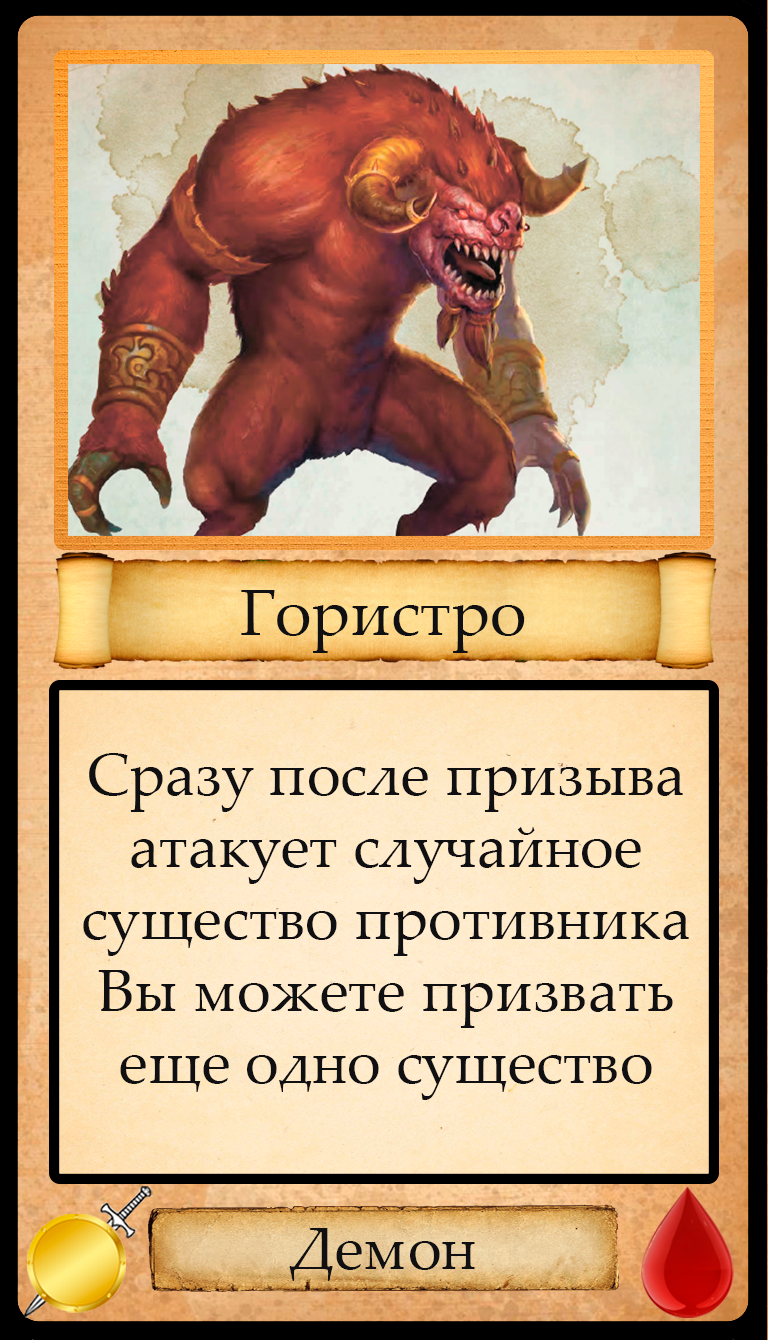 Гористро
Сразу после призыва
атакует случайное
существо противника
Вы можете призвать
еще одно существо
Демон